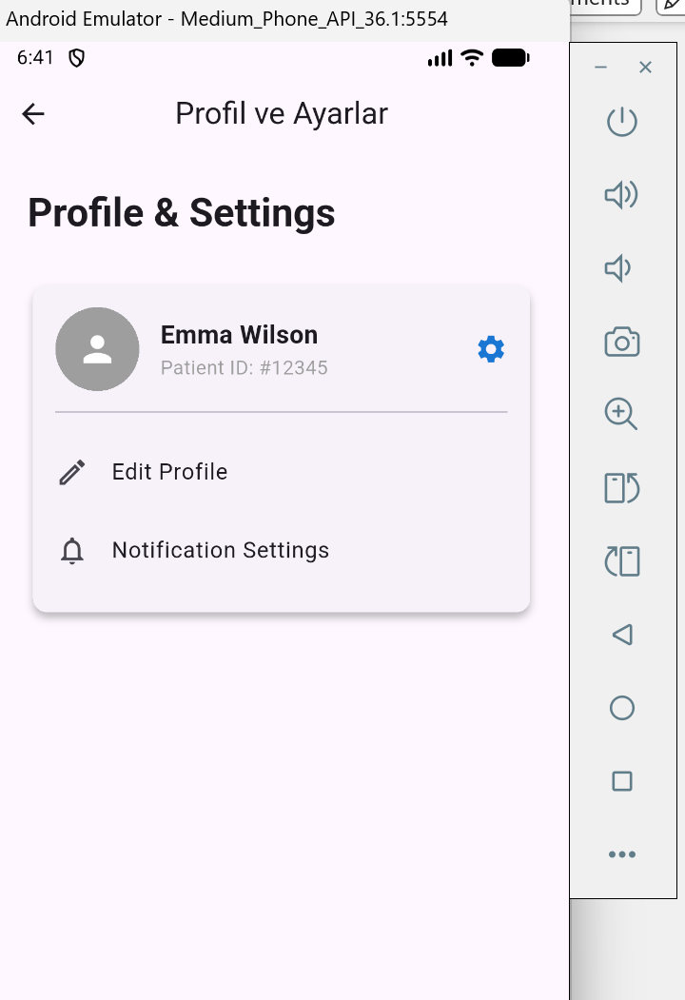 Android Emulator - Medium_Phone_API_36.1:5554
6:41
Profil ve Ayarlar
Profile & Settings
Emma Wilson
Patient ID: #12345
Edit Profile
Notification Settings